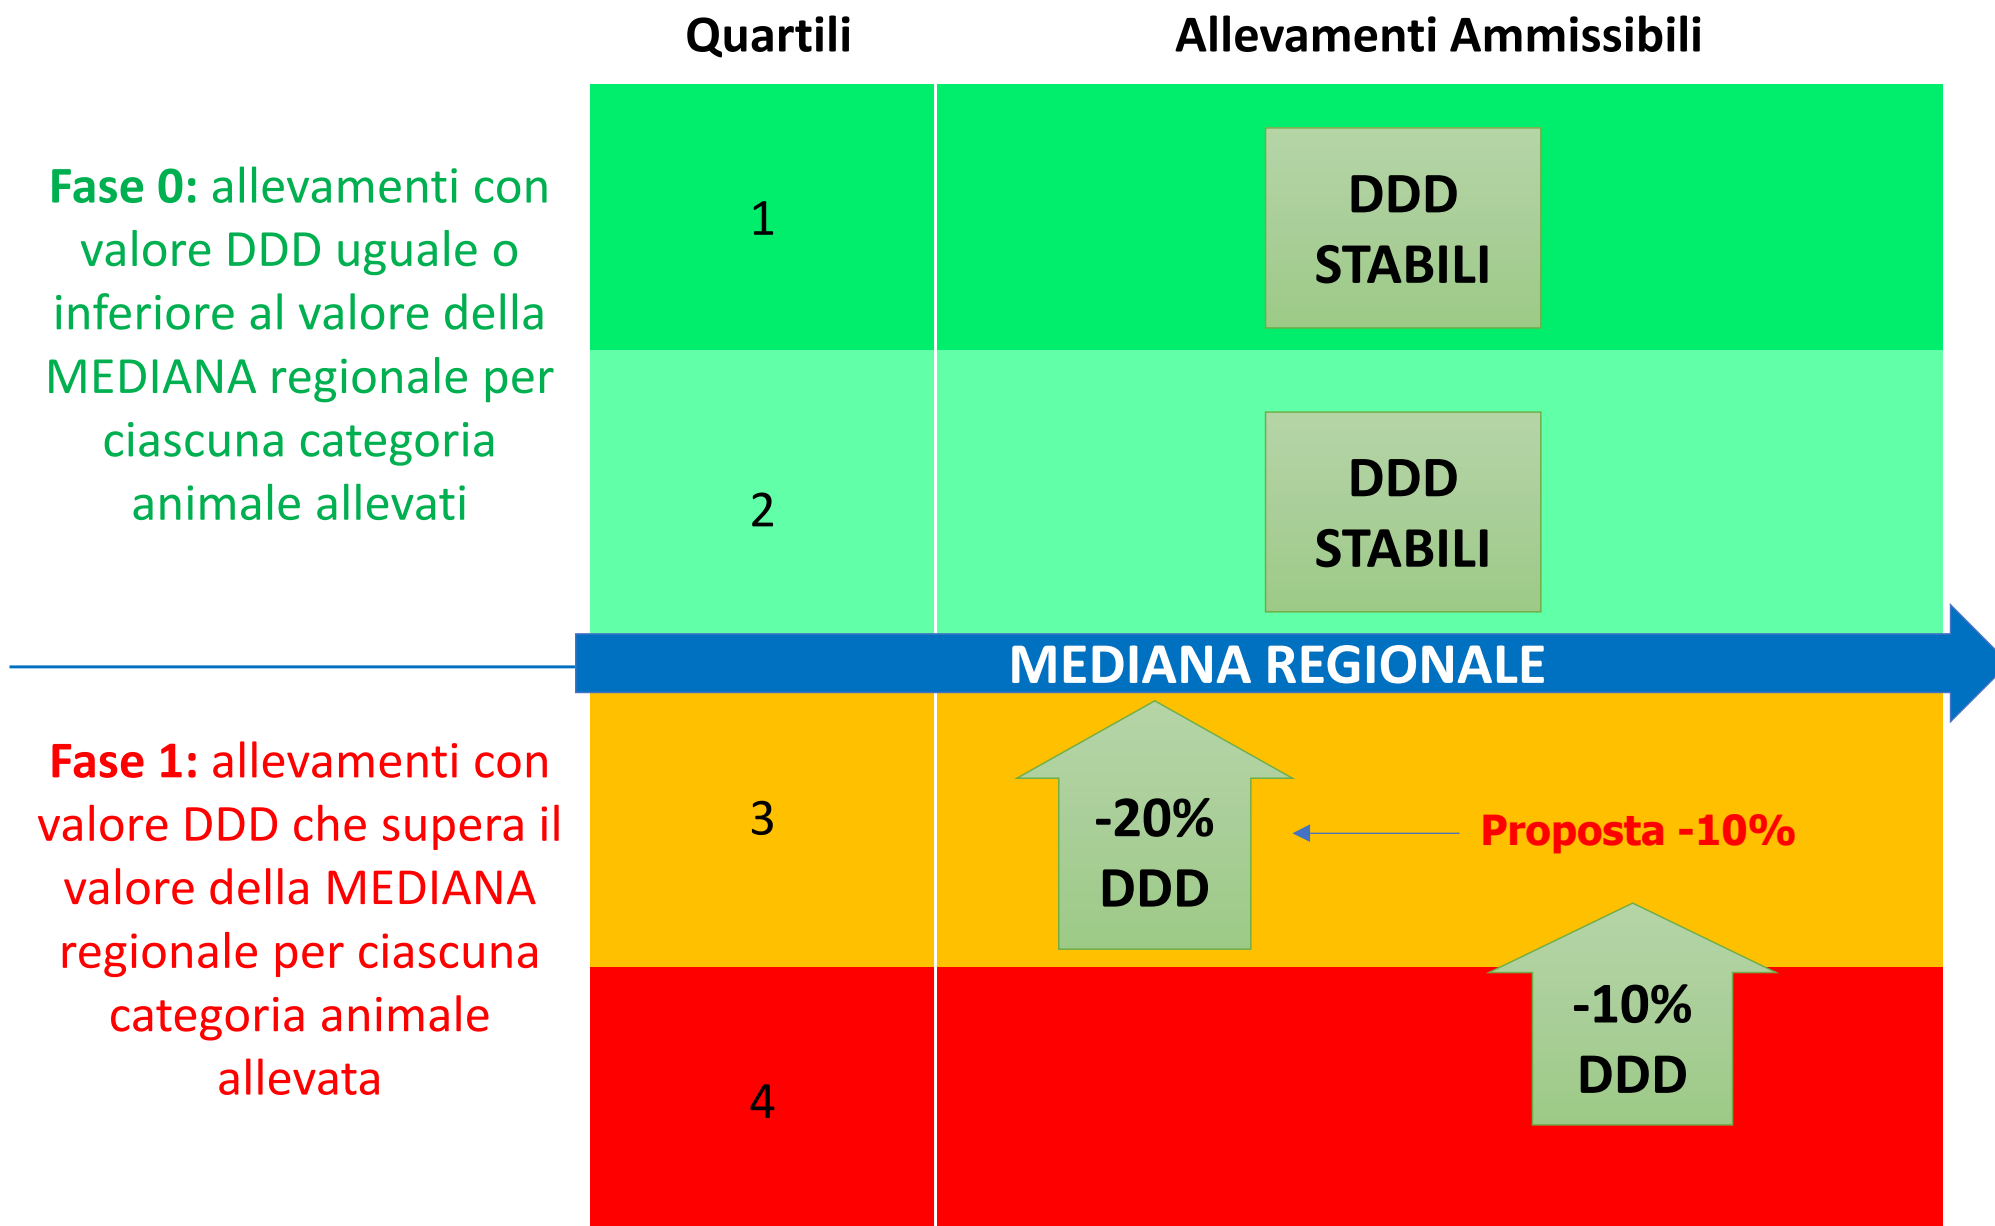 Quartili
Allevamenti Ammissibili
Fase 0: allevamenti con
valore DDD uguale o
inferiore al valore della
MEDIANA regionale per
ciascuna categoria
animale allevati
1
DDD
STABILI
2
DDD
STABILI
MEDIANA REGIONALE
Fase 1: allevamenti con
valore DDD che supera il
valore della MEDIANA
regionale per ciascuna
categoria animale
allevata
3
-20%
DDD
Proposta -10%
4
-10%
DDD